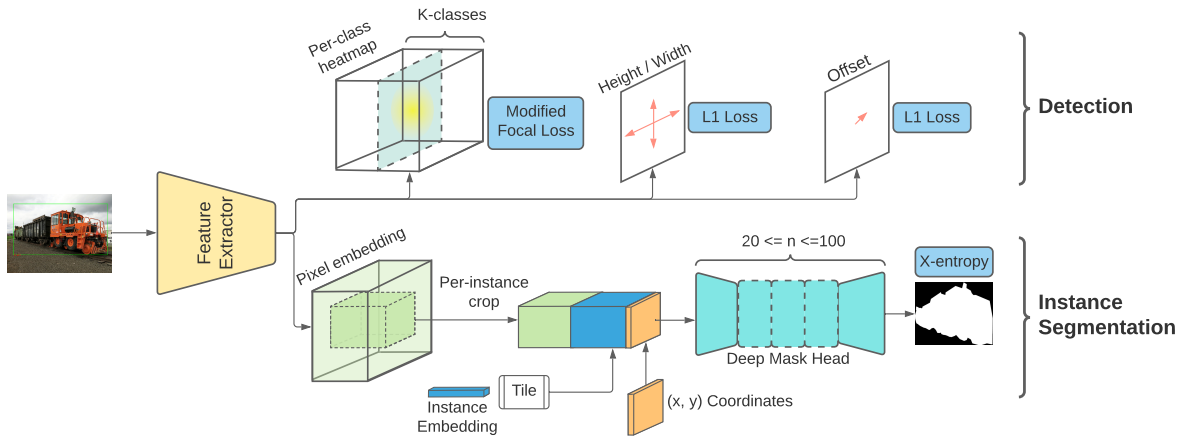 K-classes
Per-class
heatmap
Modified
Focal Loss
Height / Width
L1 Loss
Offset
L1 Loss
Detection
Feature
Extractor
Pixel embedding
Per-instance
crop
20 <= n <=100
X-entropy
Instance
Segmentation
Deep Mask Head
Tile
Instance
Embedding
(x, y) Coordinates